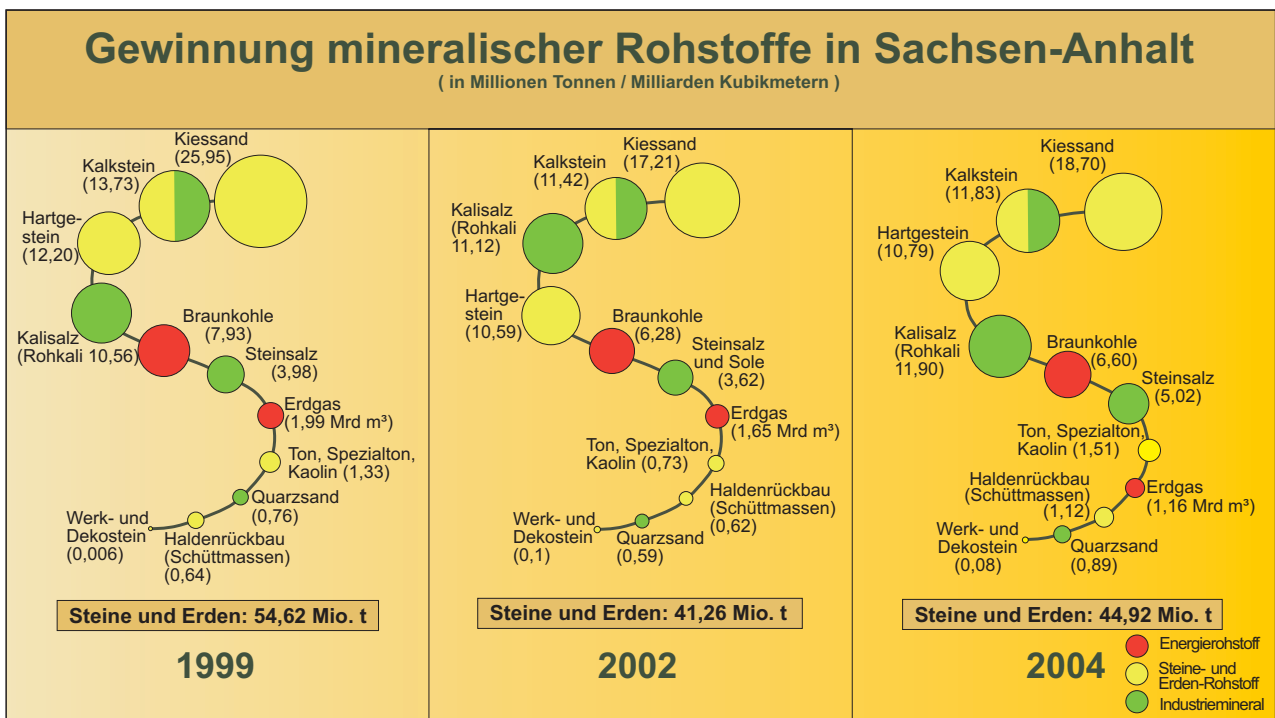 Gewinnung mineralischer Rohstoffe in Sachsen-Anhalt
( in Millionen Tonnen / Milliarden Kubikmetern )
Kiessand
(25,95)
Kalkstein
(13,73)
Hartge-
stein
(12,20)
Kalisalz
(Rohkali 10,56)
Braunkohle
(7,93)
Steinsalz
(3,98)
Erdgas
(1,99 Mrd m³)
Ton, Spezialton,
Kaolin (1,33)
Quarzsand
(0,76)
Haldenrückbau
(Schüttmassen)
(0,64)
Werk- und
Dekostein
(0,006)
Steine und Erden: 54,62 Mio. t
1999
Kiessand
(17,21)
Kalkstein
(11,42)
Kalisalz
(Rohkali
11,12)
Hartge-
stein
(10,59)
Braunkohle
(6,28)
Steinsalz
und Sole
(3,62)
Erdgas
(1,65 Mrd m³)
Ton, Spezialton,
Kaolin (0,73)
Haldenrückbau
(Schüttmassen)
(0,62)
Quarzsand
(0,59)
Werk- und
Dekostein
(0,1)
Steine und Erden: 41,26 Mio. t
2002
Kiessand
(18,70)
Kalkstein
(11,83)
Hartgestein
(10,79)
Kalisalz
(Rohkali
11,90)
Braunkohle
(6,60)
Steinsalz
(5,02)
Ton, Spezialton,
Kaolin (1,51)
Erdgas
(1,16 Mrd m³)
Haldenrückbau
(Schüttmassen)
(1,12)
Quarzsand
(0,89)
Werk- und
Dekostein
(0,08)
Steine und Erden: 44,92 Mio. t
2004
Energierohstoff
Steine- und
Erden-Rohstoff
Industriemineral